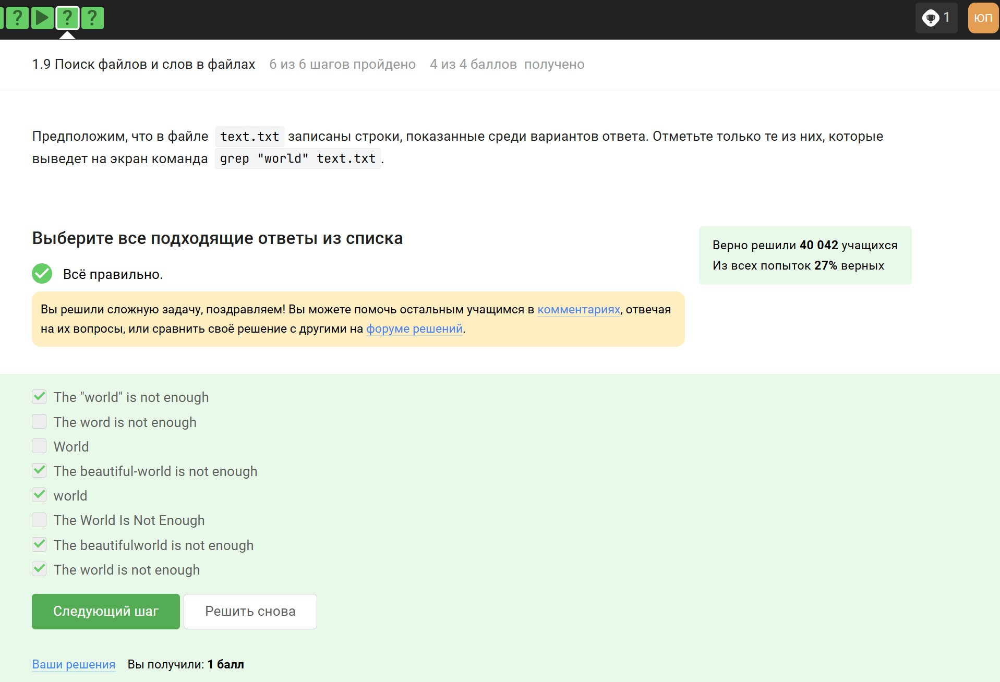 ? ? ? 1 ЮП
1.9 Поиск файлов и слов в файлах 6 из 6 шагов пройдено 4 из 4 баллов получено
Предположим, что в файле text.txt записаны строки, показанные среди вариантов ответа. Отметьте только те из них, которые
выведет на экран команда grep "world" text.txt.
Выберите все подходящие ответы из списка
Верно решили 40 042 учащихся
Из всех попыток 27% верных
Всё правильно.
Вы решили сложную задачу, поздравляем! Вы можете помочь остальным учащимся в комментариях, отвечая
на их вопросы, или сравнить своё решение с другими на форуме решений.
The "world" is not enough
The word is not enough
World
The beautiful-world is not enough
world
The World Is Not Enough
The beautifulworld is not enough
The world is not enough
Следующий шаг Решить снова
Ваши решения Вы получили: 1 балл